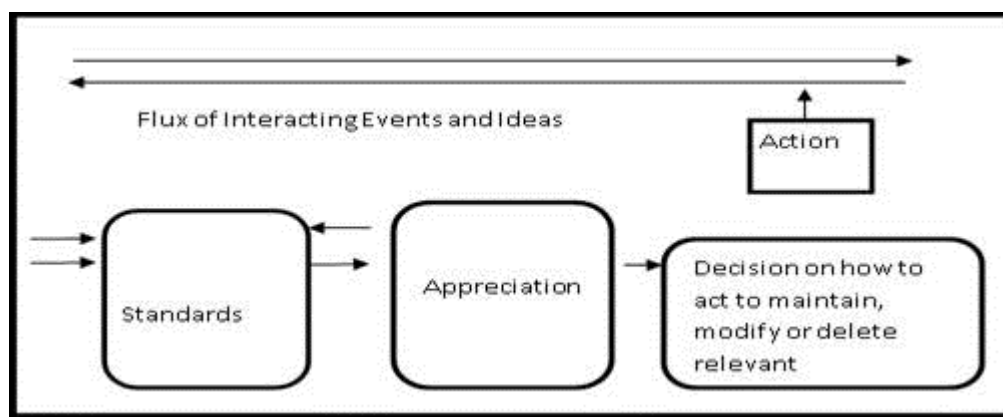 Flux of Interacting Events and Ideas
Action
Standards
Appreciation
Decision on how to
act to maintain,
modify or delete
relevant